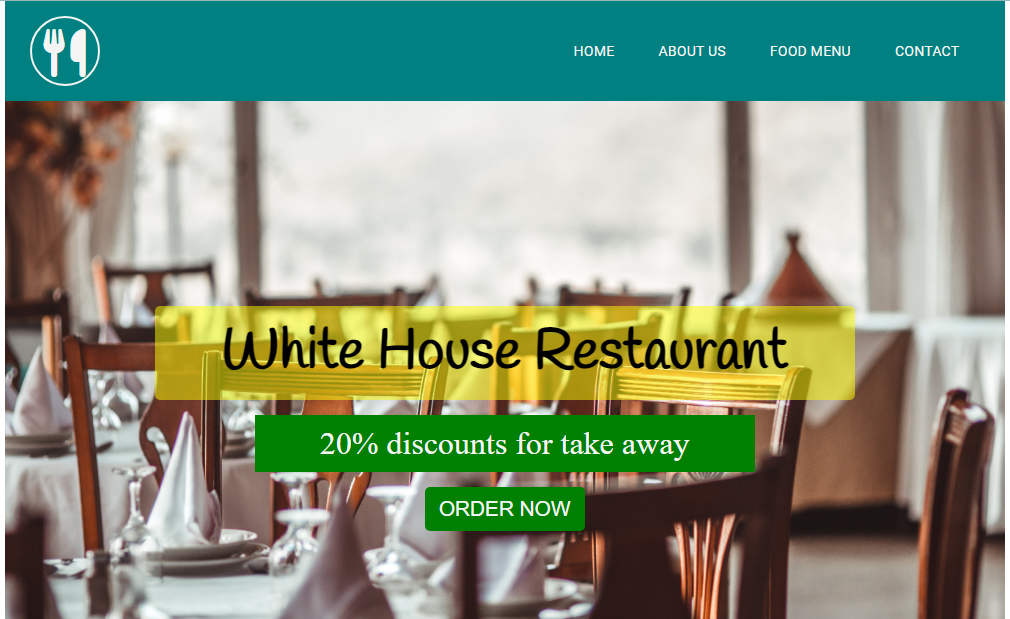 HOME ABOUT US FOOD MENU CONTACT
White House Restaurant
20% discounts for take away
ORDER NOW